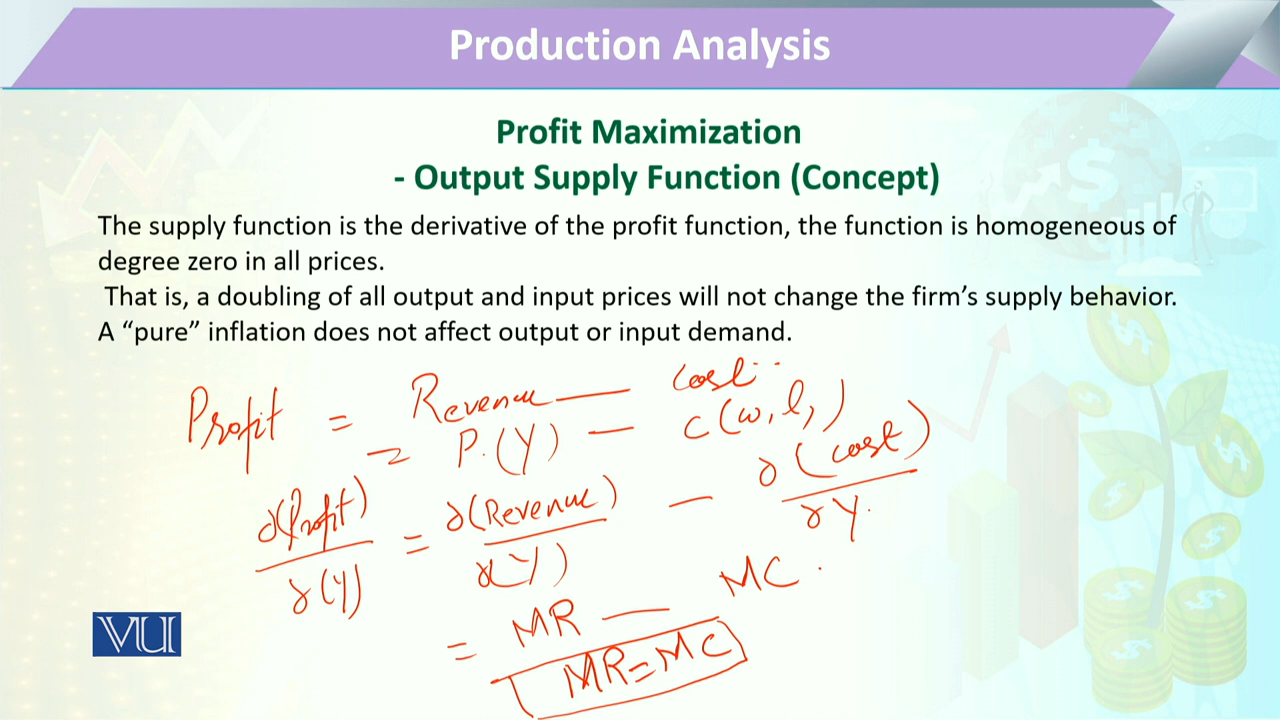 Production Analysis
Profit Maximization
- Output Supply Function (Concept)
The supply function is the derivative of the profit function, the function is homogeneous of
degree zero in all prices.
That is, a doubling of all output and input prices will not change the firm's supply behavior.
A “pure” inflation does not affect output or input demand.
Profit = Revenue — cost
= P.(Y) — c(w,l,)
∂(Profit)/∂(Y) = ∂(Revenue)/∂(Y) — ∂(cost)/∂Y
= MR — MC
MR=MC
VU